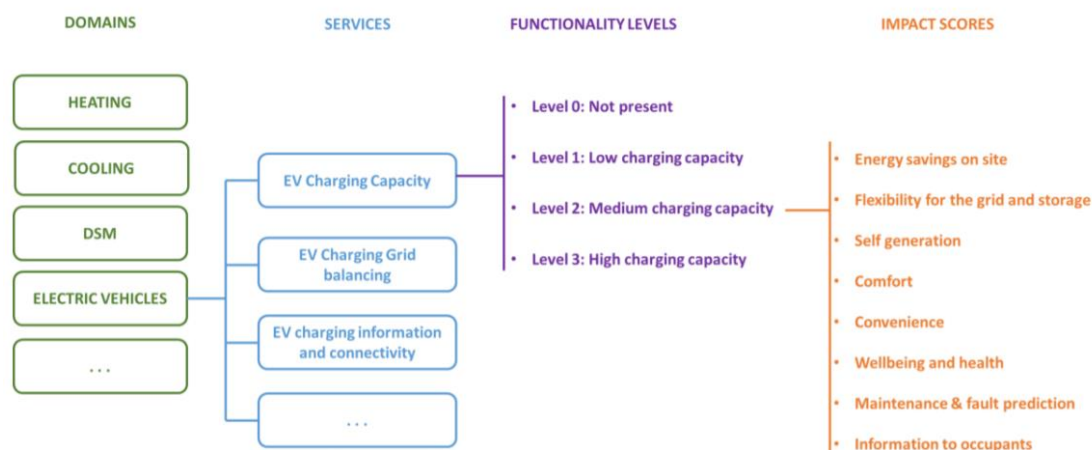 DOMAINS
SERVICES
FUNCTIONALITY LEVELS
IMPACT SCORES
HEATING
COOLING
DSM
ELECTRIC VEHICLES
...
EV Charging Capacity
EV Charging Grid
balancing
EV charging information
and connectivity
...
• Level 0: Not present
• Level 1: Low charging capacity
• Level 2: Medium charging capacity
• Level 3: High charging capacity
• Energy savings on site
• Flexibility for the grid and storage
• Self generation
• Comfort
• Convenience
• Wellbeing and health
• Maintenance & fault prediction
• Information to occupants